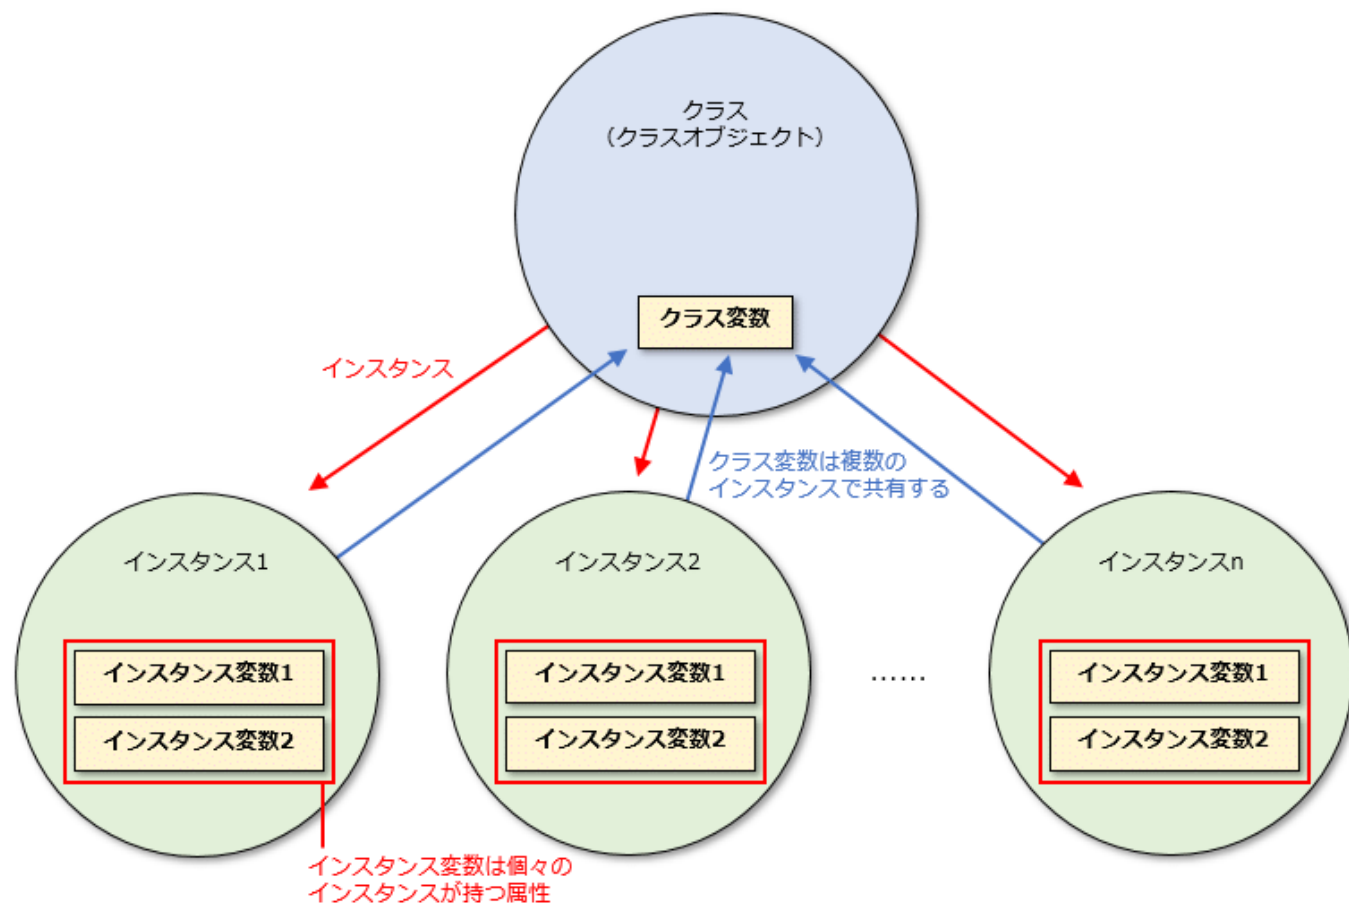 クラス
（クラスオブジェクト）
クラス変数
インスタンス
クラス変数は複数の
インスタンスで共有する
インスタンス1
インスタンス変数1
インスタンス変数2
インスタンス2
インスタンス変数1
インスタンス変数2
……
インスタンスn
インスタンス変数1
インスタンス変数2
インスタンス変数は個々の
インスタンスが持つ属性